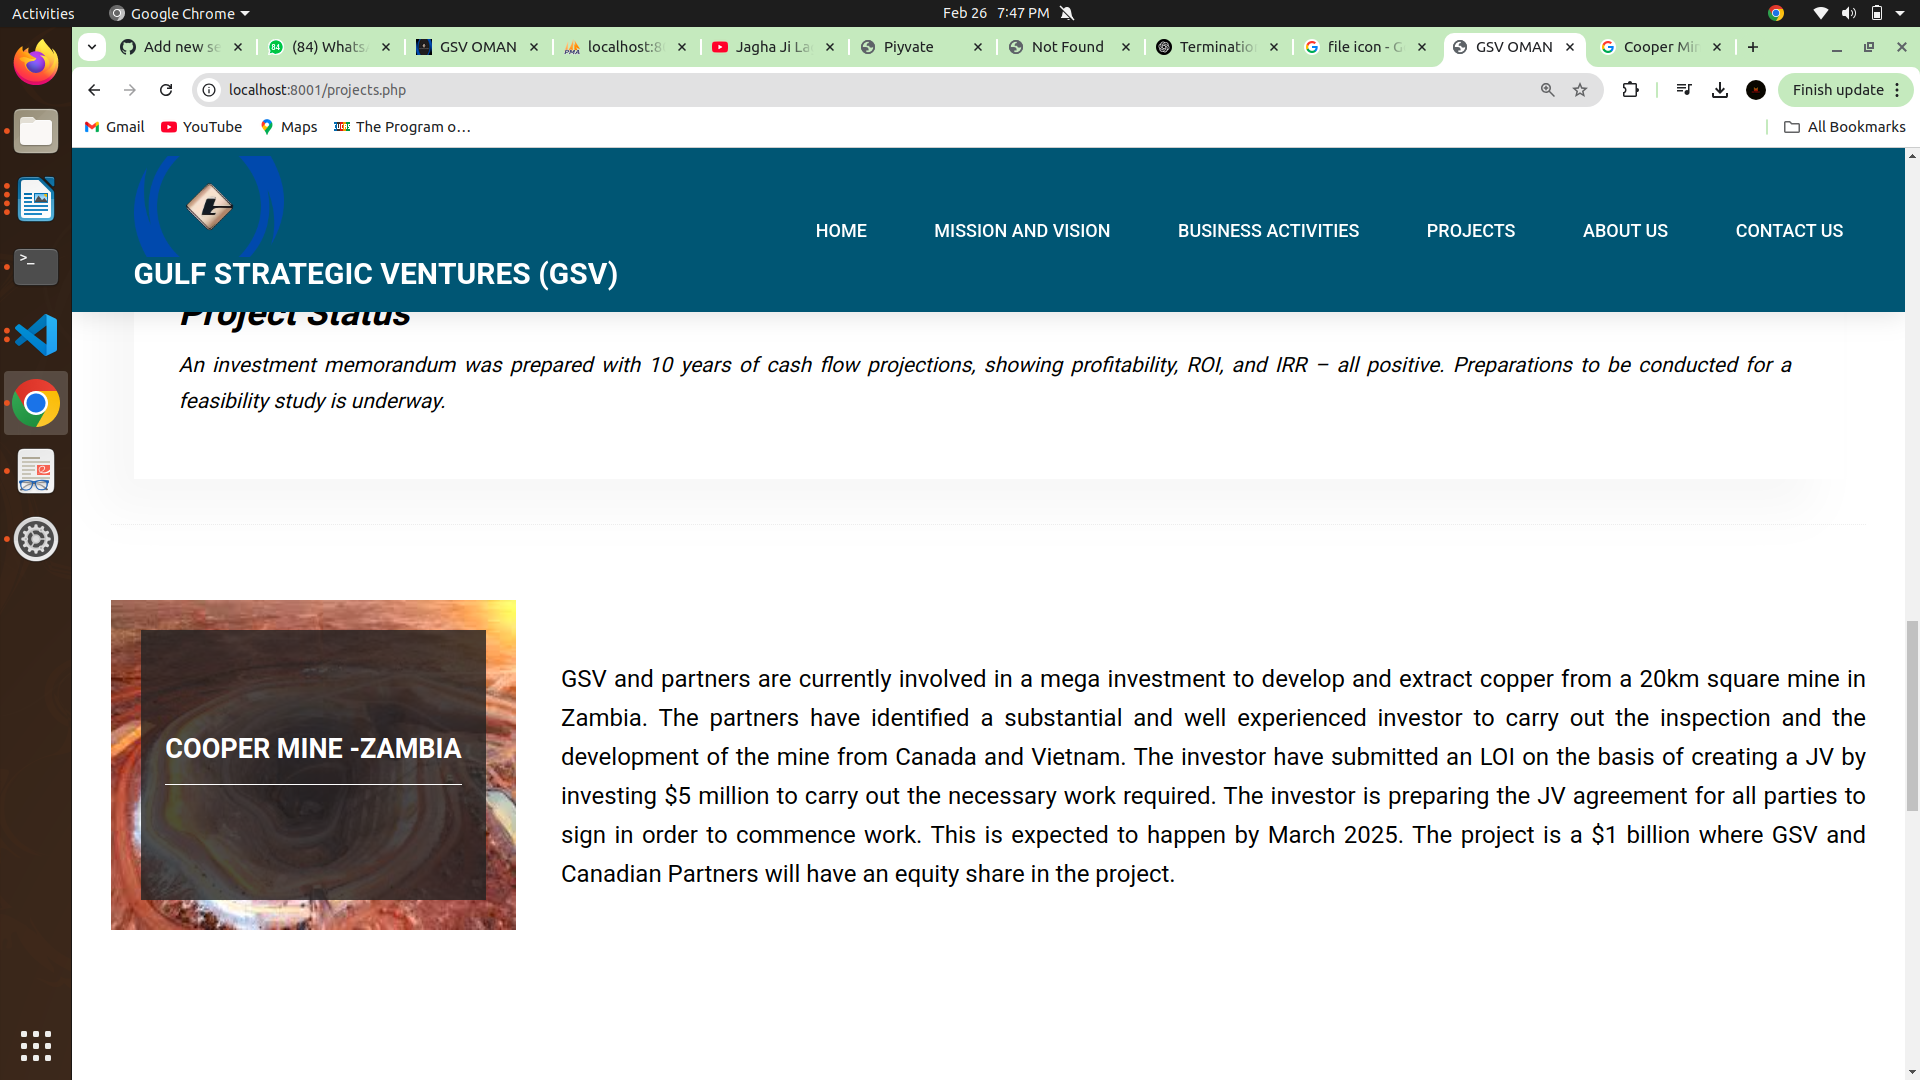 Activities Google Chrome Feb 26 7:47 PM
Add new se (84) Whats GSV OMAN localhost:8 Jagha Ji La Piyvate Not Found Terminatio file icon - G GSV OMAN Cooper Min
localhost:8001/projects.php Finish update
Gmail YouTube Maps The Program o… All Bookmarks
HOME MISSION AND VISION BUSINESS ACTIVITIES PROJECTS ABOUT US CONTACT US
GULF STRATEGIC VENTURES (GSV)
Project Status
An investment memorandum was prepared with 10 years of cash flow projections, showing profitability, ROI, and IRR – all positive. Preparations to be conducted for a
feasibility study is underway.
COOPER MINE -ZAMBIA
GSV and partners are currently involved in a mega investment to develop and extract copper from a 20km square mine in
Zambia. The partners have identified a substantial and well experienced investor to carry out the inspection and the
development of the mine from Canada and Vietnam. The investor have submitted an LOI on the basis of creating a JV by
investing $5 million to carry out the necessary work required. The investor is preparing the JV agreement for all parties to
sign in order to commence work. This is expected to happen by March 2025. The project is a $1 billion where GSV and
Canadian Partners will have an equity share in the project.